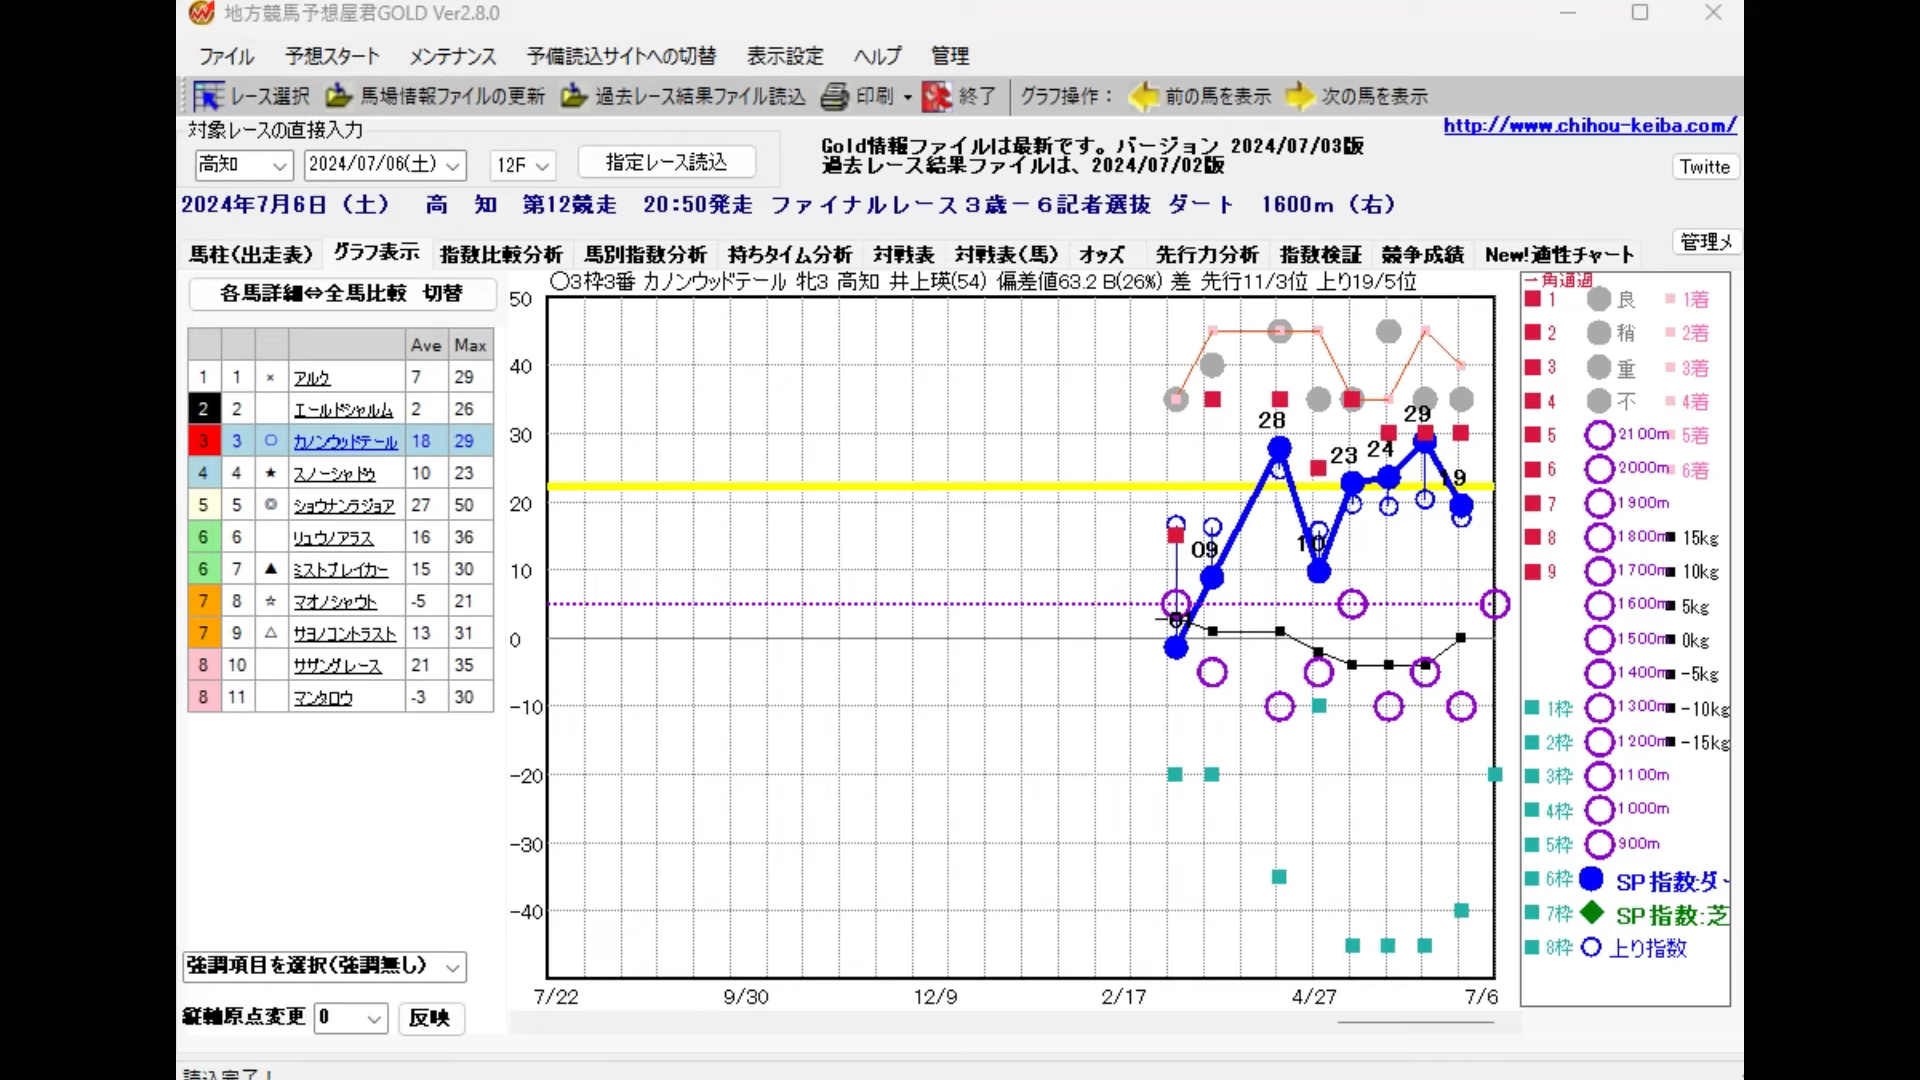 地方競馬予想屋君GOLD Ver2.8.0
ファイル 予想スタート メンテナンス 予備読込サイトへの切替 表示設定 ヘルプ 管理
レース選択 馬場情報ファイルの更新 過去レース結果ファイル読込 印刷 終了 グラフ操作： 前の馬を表示 次の馬を表示
対象レースの直接入力
http://www.chihou-keiba.com/
高知 2024/07/06(土) 12R 指定レース読込
Gold情報ファイルは最新です。バージョン 2024/07/03版
過去レース結果ファイルは、2024/07/02版
Twitte
2024年7月6日（土） 高 知 第12競走 20:50発走 ファイナルレース３歳－６記者選抜 ダート 1600m（右）
管理メ
馬柱(出走表) グラフ表示 指数比較分析 馬別指数分析 持ちタイム分析 対戦表 対戦表(馬) オッズ 先行力分析 指数検証 競争成績 New!適性チャート
各馬詳細⇔全馬比較 切替
〇3枠3番 カノンウッドテール 牝3 高知 井上瑛(54) 偏差値63.2 B(26%) 差 先行11/3位 上り19/5位
Ave Max
1 1 × アルク 7 29
2 2 エールドシャルム 2 26
3 3 ○ カノンウッドテール 18 29
4 4 ★ スノーシャドウ 10 23
5 5 ◎ ショウナンラジョア 27 50
6 6 リュウノアラス 16 36
6 7 ▲ ミストブレイカー 15 30
7 8 ☆ マオノシャウト -5 21
7 9 △ サヨノコントラスト 13 31
8 10 サザングレース 21 35
8 11 マンタロウ -3 30
50
40
30
20
10
0
-10
-20
-30
-40
09
28
10
23
24
29
19
7/22 9/30 12/9 2/17 4/27 7/6
一角通過
1 良 1着
2 稍 2着
3 重 3着
4 不 4着
5 2100m 5着
6 2000m 6着
7 1900m
8 1800m 15kg
9 1700m 10kg
1600m 5kg
1500m 0kg
1400m -5kg
1枠 1300m -10kg
2枠 1200m -15kg
3枠 1100m
4枠 1000m
5枠 900m
6枠 SP指数:ダ
7枠 SP指数:芝
8枠 上り指数
強調項目を選択(強調無し)
縦軸原点変更 0 反映
読込完了！